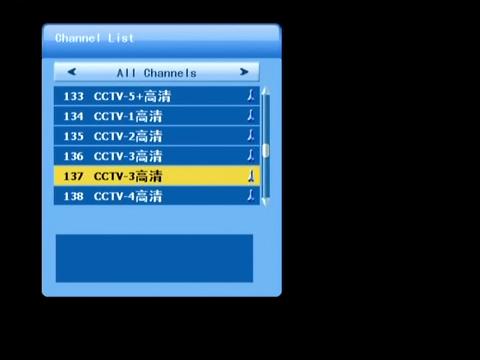 Channel List
All Channels
133 CCTV-5+高清
134 CCTV-1高清
135 CCTV-2高清
136 CCTV-3高清
137 CCTV-3高清
138 CCTV-4高清